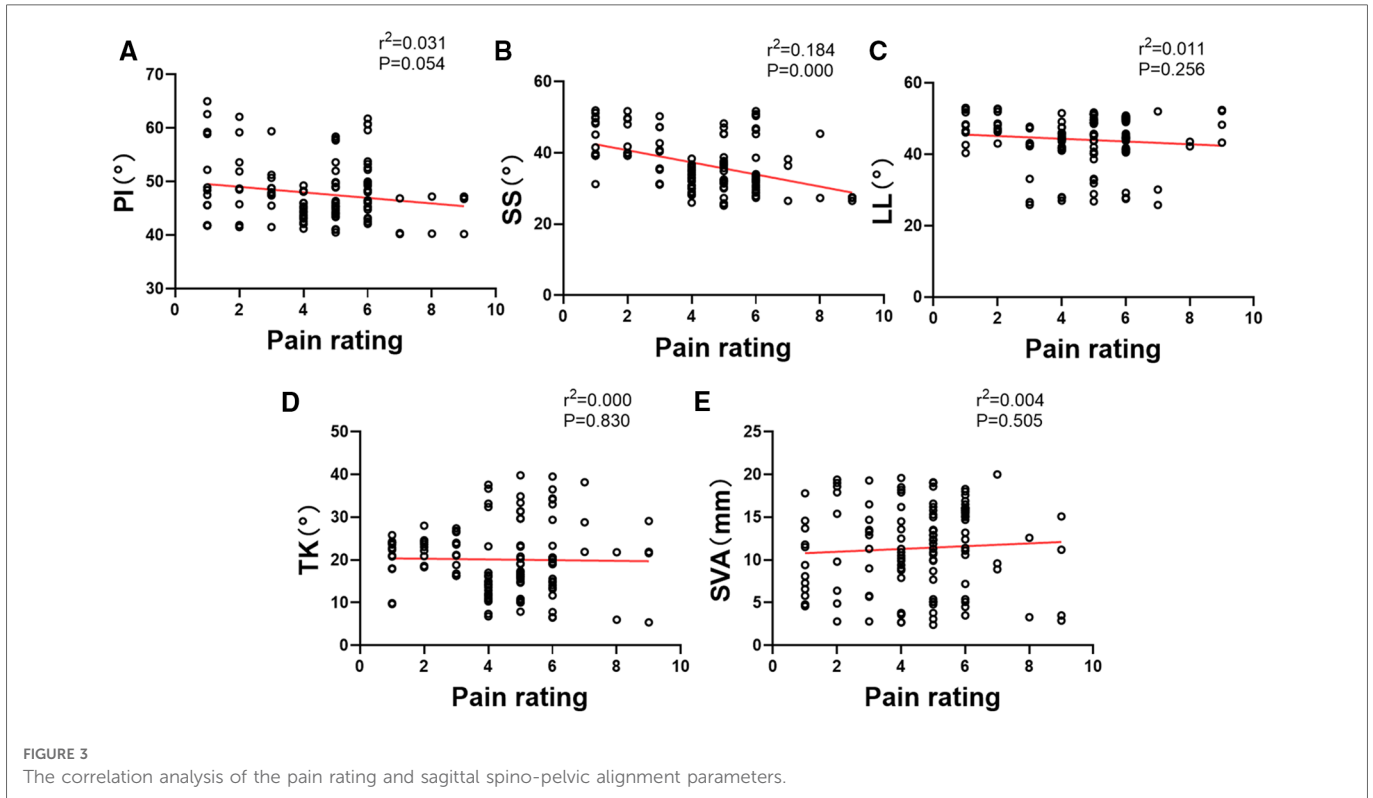 A
r²=0.031
P=0.054
70
60
50
40
30
PI(°)
0 2 4 6 8 10
Pain rating
B
r²=0.184
P=0.000
60
40
20
0
SS(°)
0 2 4 6 8 10
Pain rating
C
r²=0.011
P=0.256
60
40
20
0
LL(°)
0 2 4 6 8 10
Pain rating
D
r²=0.000
P=0.830
50
40
30
20
10
0
TK(°)
0 2 4 6 8 10
Pain rating
E
r²=0.004
P=0.505
25
20
15
10
5
0
SVA(mm)
0 2 4 6 8 10
Pain rating
FIGURE 3
The correlation analysis of the pain rating and sagittal spino-pelvic alignment parameters.